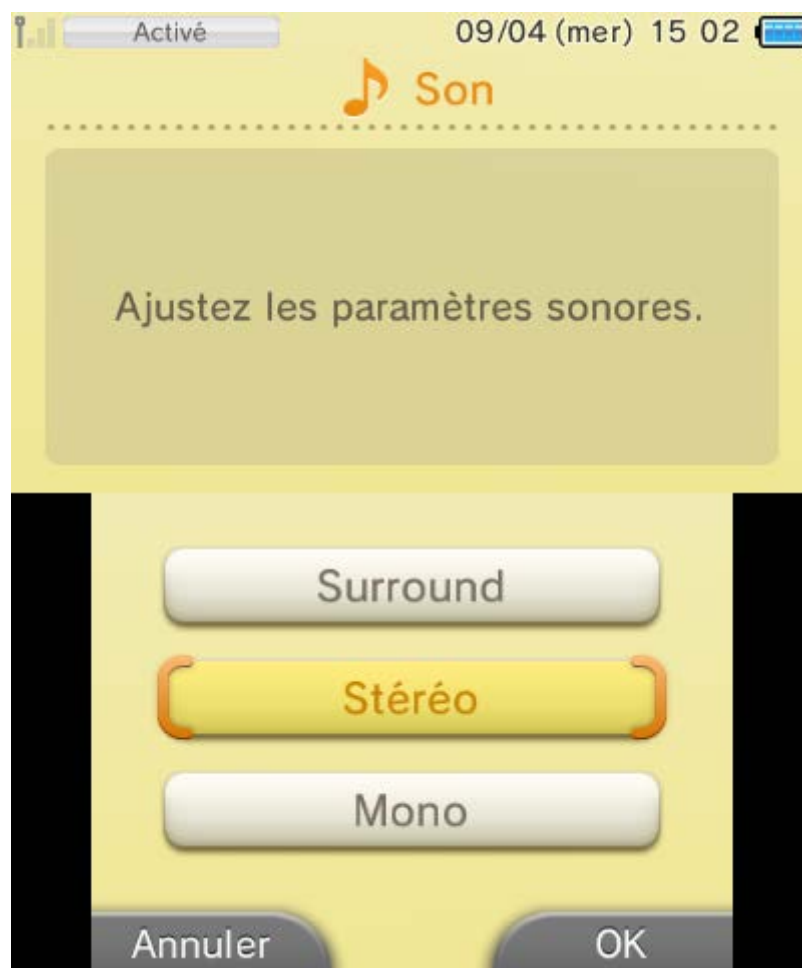 Activé 09/04 (mer) 15 02
Son
Ajustez les paramètres sonores.
Surround
Stéréo
Mono
Annuler OK